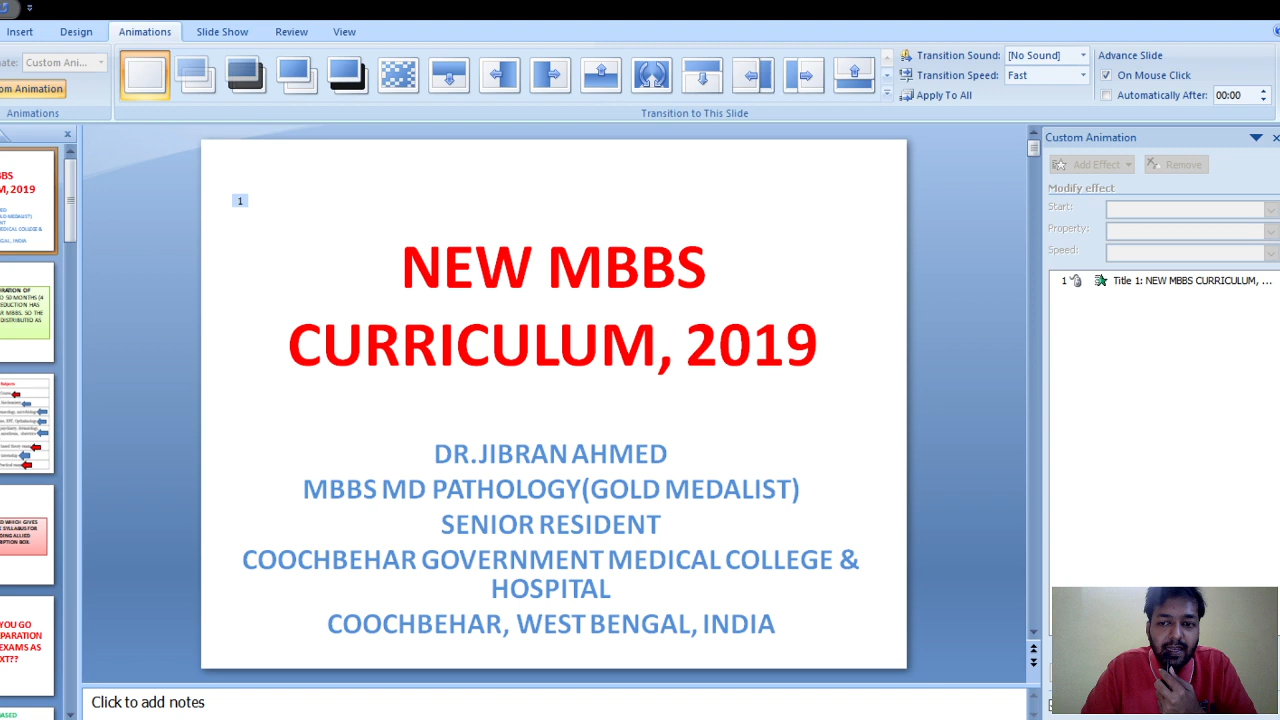 Insert Design Animations Slide Show Review View
Custom Ani...
Transition Sound: [No Sound]
Advance Slide
Transition Speed: Fast
On Mouse Click
Apply To All
Automatically After: 00:00
Animations
Transition to This Slide
Custom Animation
Add Effect
Remove
Modify effect
Start:
Property:
Speed:
1 Title 1: NEW MBBS CURRICULUM, ...
1
NEW MBBS
CURRICULUM, 2019
DR.JIBRAN AHMED
MBBS MD PATHOLOGY(GOLD MEDALIST)
SENIOR RESIDENT
COOCHBEHAR GOVERNMENT MEDICAL COLLEGE &
HOSPITAL
COOCHBEHAR, WEST BENGAL, INDIA
Click to add notes